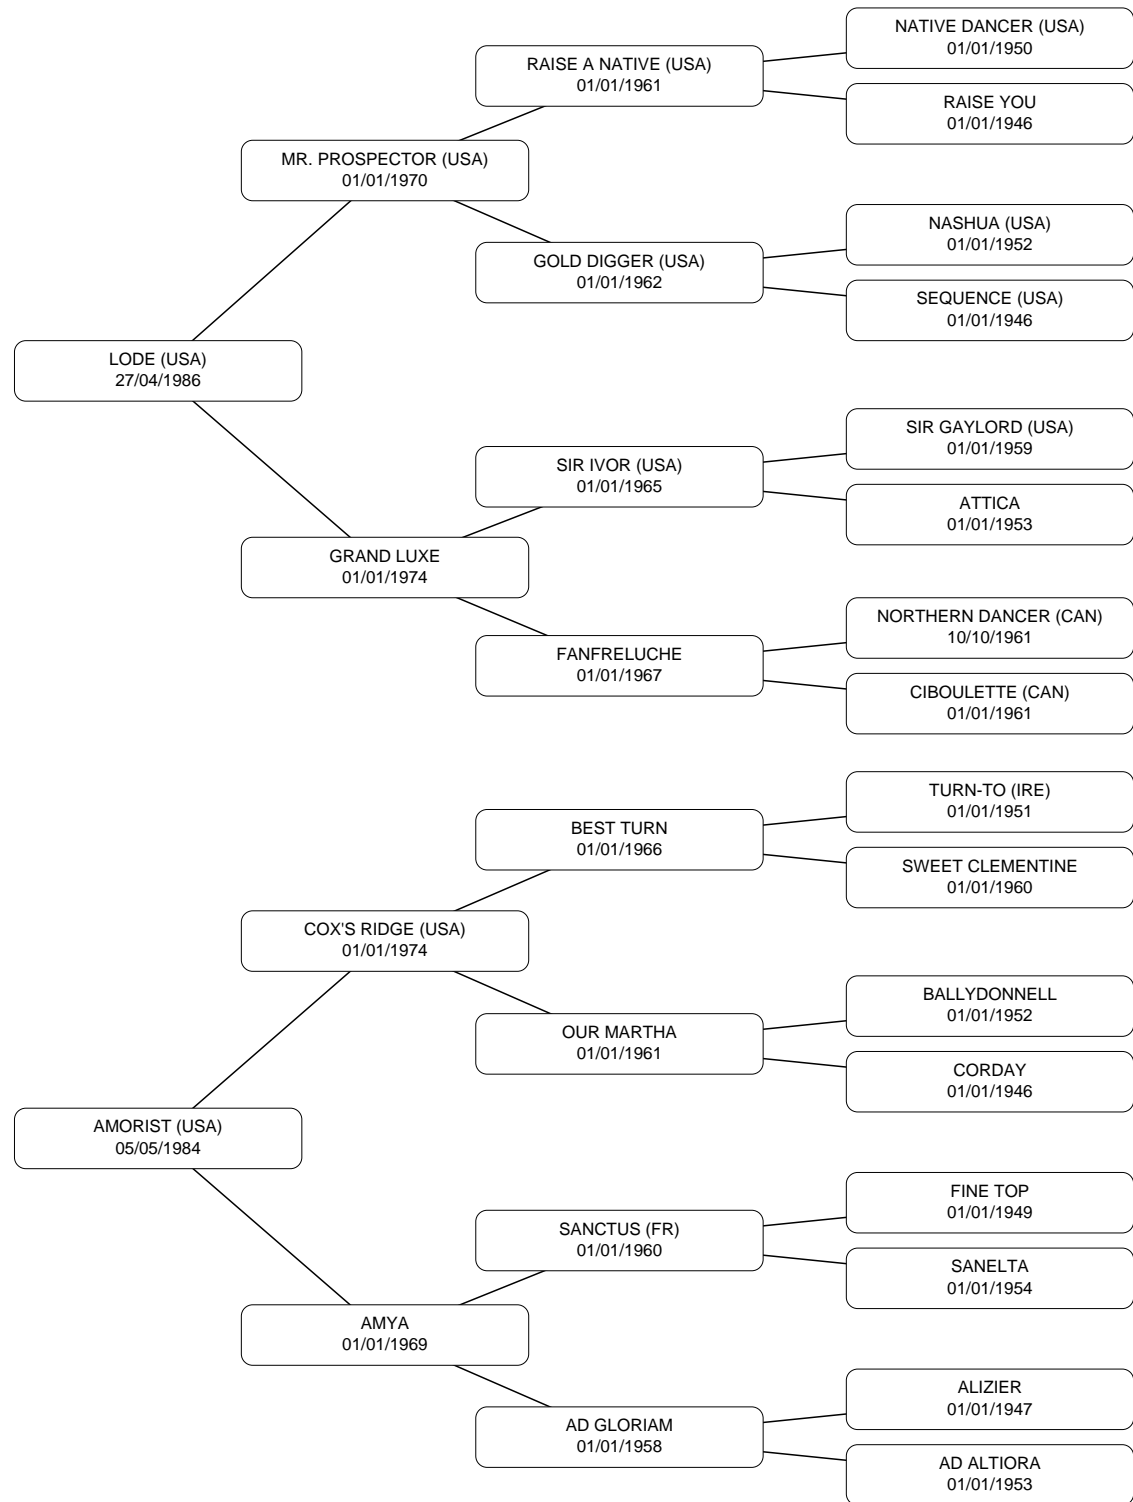 NATIVE DANCER (USA)
01/01/1950
RAISE A NATIVE (USA)
01/01/1961
RAISE YOU
01/01/1946
MR. PROSPECTOR (USA)
01/01/1970
NASHUA (USA)
01/01/1952
GOLD DIGGER (USA)
01/01/1962
SEQUENCE (USA)
01/01/1946
LODE (USA)
27/04/1986
SIR GAYLORD (USA)
01/01/1959
SIR IVOR (USA)
01/01/1965
ATTICA
01/01/1953
GRAND LUXE
01/01/1974
NORTHERN DANCER (CAN)
10/10/1961
FANFRELUCHE
01/01/1967
CIBOULETTE (CAN)
01/01/1961
TURN-TO (IRE)
01/01/1951
BEST TURN
01/01/1966
SWEET CLEMENTINE
01/01/1960
COX'S RIDGE (USA)
01/01/1974
BALLYDONNELL
01/01/1952
OUR MARTHA
01/01/1961
CORDAY
01/01/1946
AMORIST (USA)
05/05/1984
FINE TOP
01/01/1949
SANCTUS (FR)
01/01/1960
SANELTA
01/01/1954
AMYA
01/01/1969
ALIZIER
01/01/1947
AD GLORIAM
01/01/1958
AD ALTIORA
01/01/1953